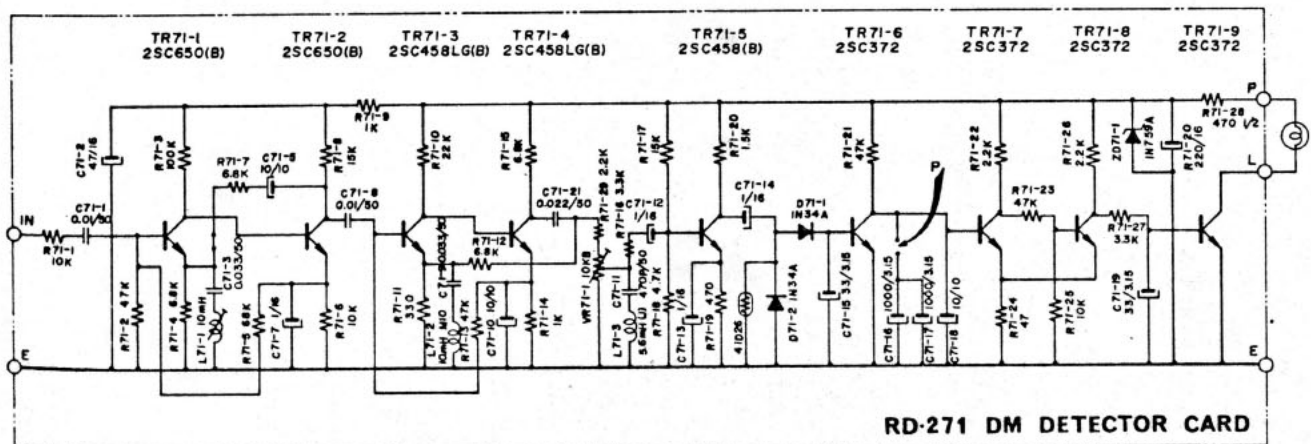 TR71-1
2SC650(B)
TR71-2
2SC650(B)
TR71-3
2SC458LG(B)
TR71-4
2SC458LG(B)
TR71-5
2SC458(B)
TR71-6
2SC372
TR71-7
2SC372
TR71-8
2SC372
TR71-9
2SC372
IN
E
P
L
E
P
R71-1
10K
C71-1
0.01/50
C71-2
47/16
R71-2 4.7K
R71-3
100K
R71-4 6.8K
L71-1 10mH
C71-3
0.033/50
R71-7
6.8K
C71-5
10/10
R71-5 68K
C71-7 1/16
R71-8
15K
R71-6
10K
R71-9
1K
C71-8
0.01/50
R71-10
22K
R71-11
330
L71-2
10mH M10
C71-9 0.033/50
R71-12
6.8K
R71-13 47K
C71-10 10/10
R71-15
6.8K
R71-14
1K
C71-21
0.022/50
VR71-1 10KB
R71-29 2.2K
R71-16 3.3K
C71-11
470P/50
L71-3
5.6mH
C71-12
1/16
R71-17
15K
R71-18 4.7K
C71-13 1/16
R71-20
1.5K
R71-19 470
C71-14
1/16
41D26
D71-1
IN34A
D71-2 IN34A
C71-15 33/3.15
R71-21
47K
C71-16 1000/3.15
C71-17 1000/3.15
C71-18 10/10
R71-22
2.2K
R71-23
47K
R71-24
47
R71-25
10K
R71-26
2.2K
R71-27
3.3K
C71-19
33/3.15
ZD71-1
IN759A
R71-20
220/16
R71-28
470 1/2
RD-271 DM DETECTOR CARD